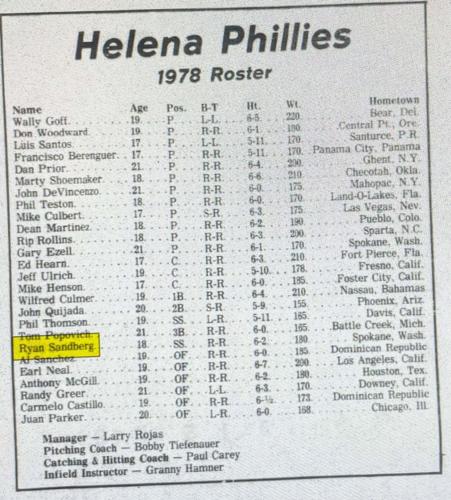 Helena Phillies
1978 Roster
Name Age Pos. B-T Ht. Wt. Hometown
Wally Goff 19 P L-L 6-5 220 Bear, Del.
Don Woodward 19 P R-R 6-1 190 Central Pt., Ore.
Luis Santos 17 P L-L 5-11 170 Santurce, P.R.
Francisco Berenguer 17 P R-R 5-11 170 Panama City, Panama
Dan Prior 21 P R-R 6-4 200 Ghent, N.Y.
Marty Shoemaker 18 P R-R 6-6 210 Checotah, Okla.
John DeVincenzo 21 P R-R 6-0 175 Mahopac, N.Y.
Phil Teston 18 P R-R 6-0 170 Land-O-Lakes, Fla.
Mike Culbert 17 P S-R 6-3 175 Las Vegas, Nev.
Dean Martinez 18 P R-R 6-2 190 Pueblo, Colo.
Rip Rollins 18 P R-R 6-3 200 Sparta, N.C.
Gary Ezell 21 P R-R 6-1 170 Spokane, Wash.
Ed Hearn 17 C R-R 6-3 210 Fort Pierce, Fla.
Jeff Ulrich 19 C R-R 5-10 178 Fresno, Calif.
Mike Henson 17 C R-R 6-0 185 Foster City, Calif.
Wilfred Culmer 19 1B R-R 6-4 210 Nassau, Bahamas
John Quijada 20 2B S-R 5-9 155 Phoenix, Ariz.
Phil Thomson 19 SS L-R 5-11 165 Davis, Calif.
Tom Popovich 21 3B R-R 6-0 165 Battle Creek, Mich.
Ryan Sandberg 18 SS R-R 6-2 180 Spokane, Wash.
Al Sanchez 19 OF R-R 6-0 185 Dominican Republic
Earl Neal 19 OF R-R 6-7 200 Los Angeles, Calif.
Anthony McGill 19 OF R-R 6-2 180 Houston, Tex.
Randy Greer 21 OF L-L 6-3 170 Downey, Calif.
Carmelo Castillo 19 OF R-R 6-½ 173 Dominican Republic
Juan Parker 20 OF L-R 6-0 168 Chicago, Ill.
Manager — Larry Rojas
Pitching Coach — Bobby Tiefenauer
Catching & Hitting Coach — Paul Carey
Infield Instructor — Granny Hamner